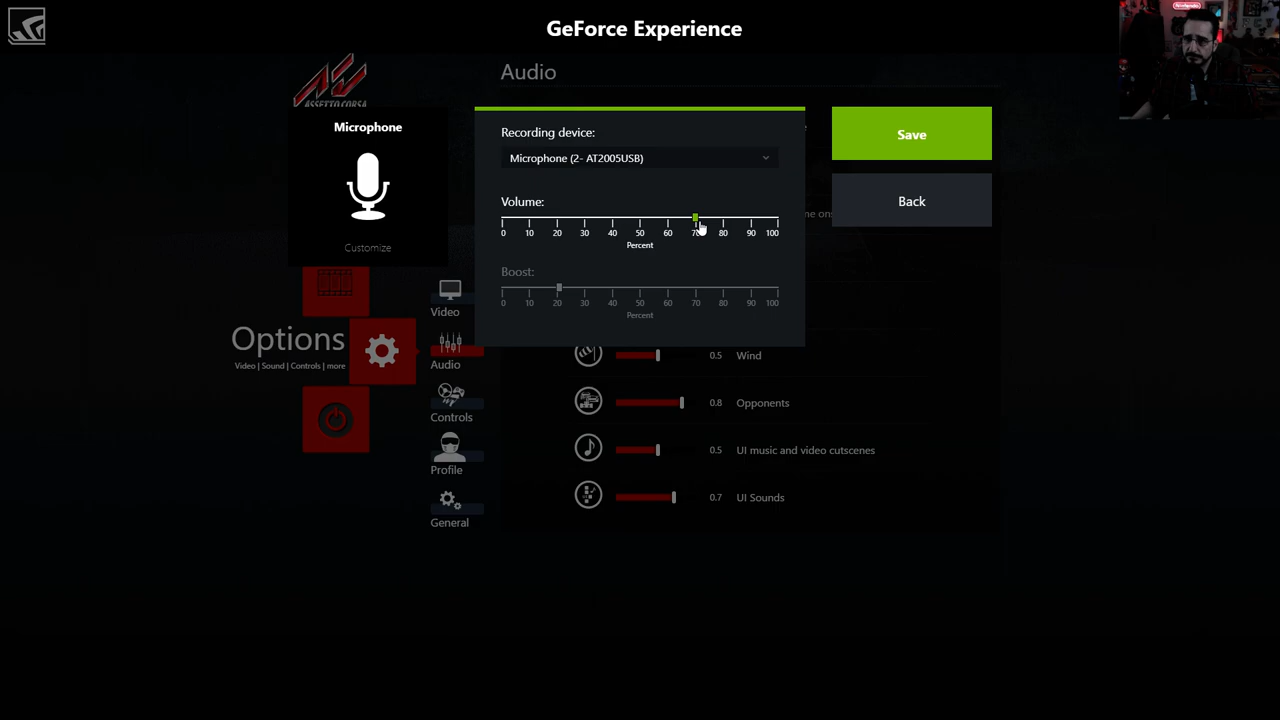 GeForce Experience
Audio
ASSETTO CORSA
Microphone
Customize
Recording device:
Microphone (2- AT2005USB)
Volume:
0 10 20 30 40 50 60 70 80 90 100
Percent
Boost:
0 10 20 30 40 50 60 70 80 90 100
Percent
Save
Back
Options
Video | Sound | Controls | more
Video
Audio
Controls
Profile
General
0.5 Wind
0.8 Opponents
0.5 UI music and video cutscenes
0.7 UI Sounds